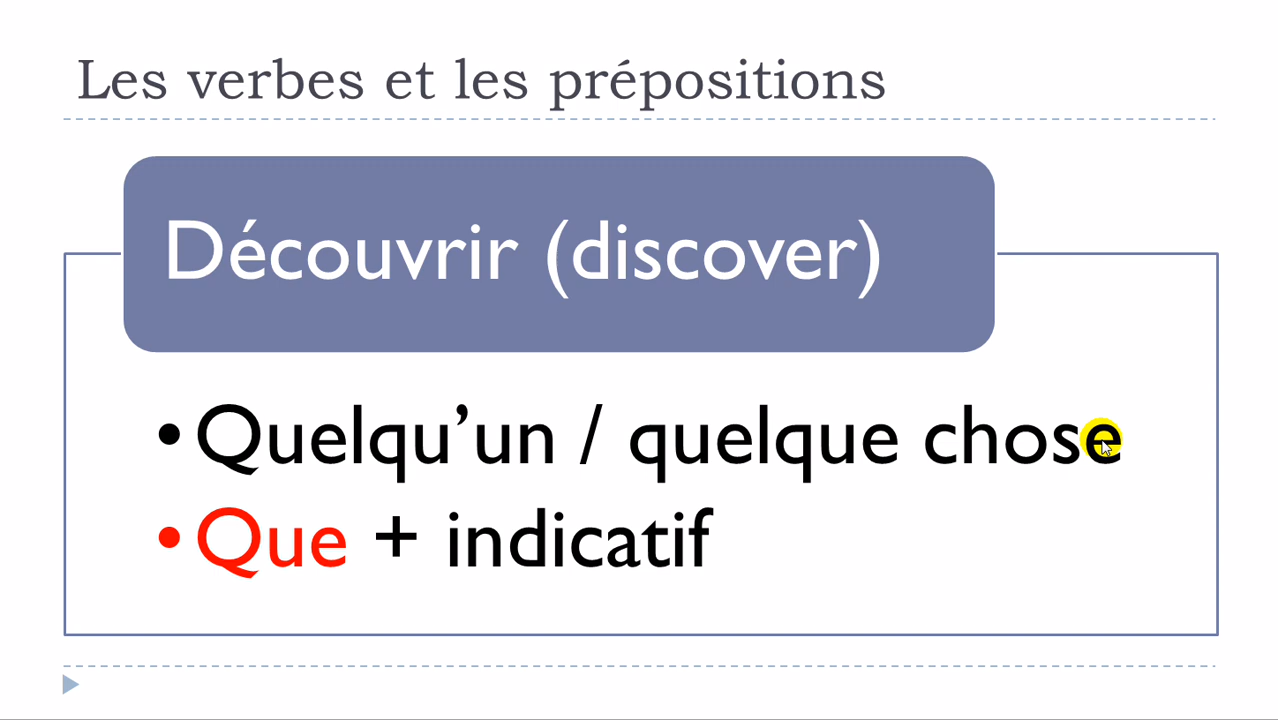 Les verbes et les prépositions
Découvrir (discover)
•Quelqu’un / quelque chose
•Que + indicatif